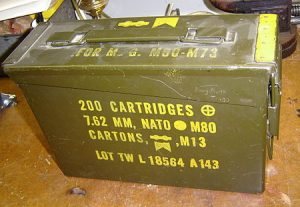 FOR M. G. M60-M73
200 CARTRIDGES
7.62 MM, NATO M80
CARTONS, , M13
LOT TW L 18564 A143